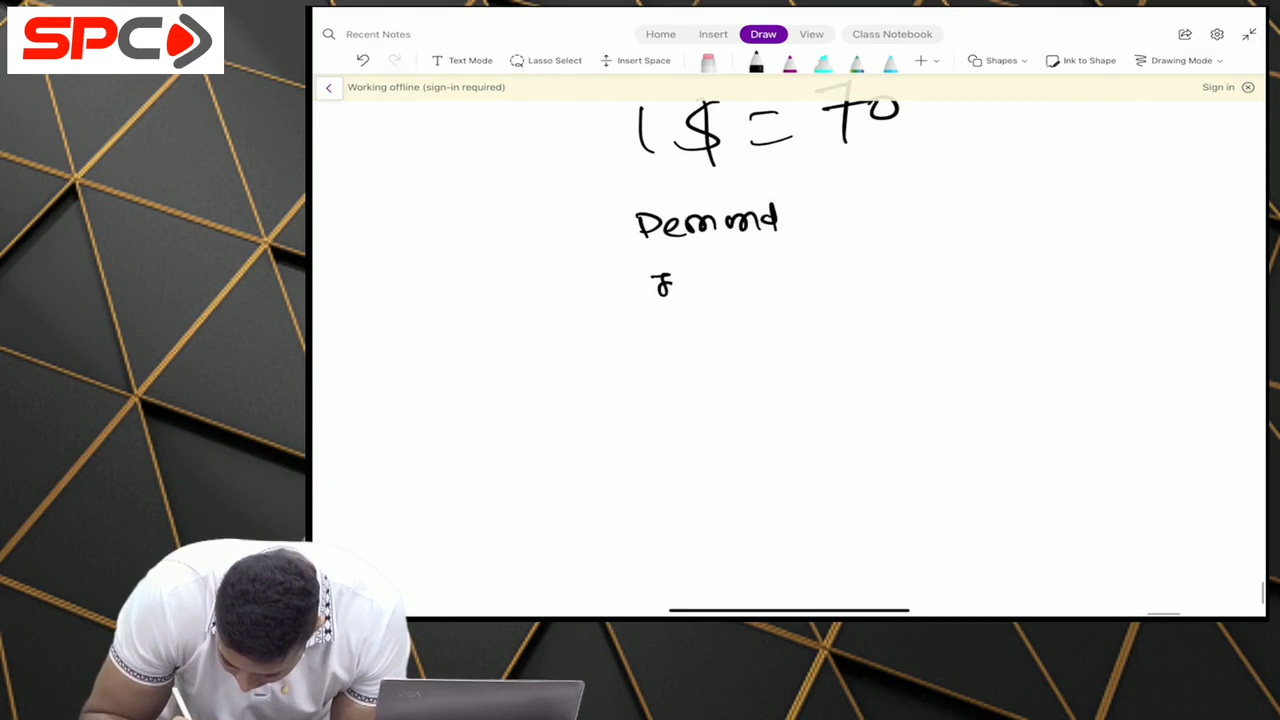 SPC
Recent Notes
Home Insert Draw View Class Notebook
Text Mode Lasso Select Insert Space Shapes Ink to Shape Drawing Mode
Working offline (sign-in required) Sign in
1 $ = 70
Demand